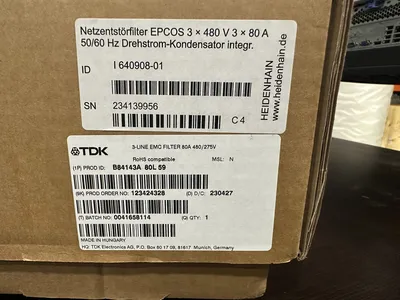 Netzentstörfilter EPCOS 3 × 480 V 3 × 80 A
50/60 Hz Drehstrom-Kondensator integr.
ID I 640908-01
SN 234139956
C 4
HEIDENHAIN
www.heidenhain.de
TDK
3-LINE EMC FILTER 80A 480/275V
RoHS compatible MSL: N
(1P) PROD ID: B84143A 80L 59
(9K) PROD ORDER NO: 123424328 (D) D/C: 230427
(T) BATCH NO: 0041658114 (Q) QTY: 1
MADE IN HUNGARY
HQ: TDK Electronics AG, P.O. Box 80 17 09, 81617 Munich, Germany